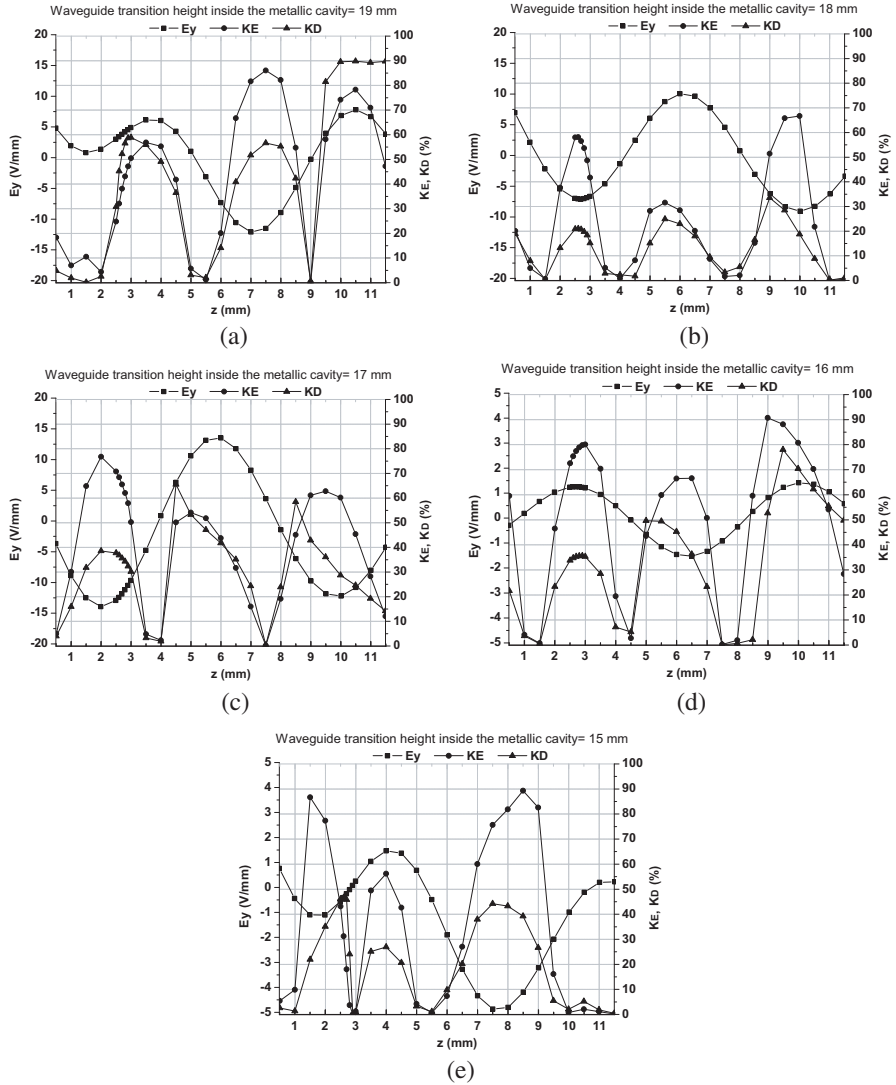 Waveguide transition height inside the metallic cavity= 19 mm
Ey KE KD
20 15 10 5 0 -5 -10 -15 -20
Ey (V/mm)
100 90 80 70 60 50 40 30 20 10 0
KE, KD (%)
1 2 3 4 5 6 7 8 9 10 11
z (mm)
(a)
Waveguide transition height inside the metallic cavity= 18 mm
Ey KE KD
20 15 10 5 0 -5 -10 -15 -20
Ey (V/mm)
100 90 80 70 60 50 40 30 20 10 0
KE, KD (%)
1 2 3 4 5 6 7 8 9 10 11
z (mm)
(b)
Waveguide transition height inside the metallic cavity= 17 mm
Ey KE KD
20 15 10 5 0 -5 -10 -15 -20
Ey (V/mm)
100 90 80 70 60 50 40 30 20 10 0
KE, KD (%)
1 2 3 4 5 6 7 8 9 10 11
z (mm)
(c)
Waveguide transition height inside the metallic cavity= 16 mm
Ey KE KD
5 4 3 2 1 0 -1 -2 -3 -4 -5
Ey (V/mm)
100 90 80 70 60 50 40 30 20 10 0
KE, KD (%)
1 2 3 4 5 6 7 8 9 10 11
z (mm)
(d)
Waveguide transition height inside the metallic cavity= 15 mm
Ey KE KD
5 4 3 2 1 0 -1 -2 -3 -4 -5
Ey (V/mm)
100 90 80 70 60 50 40 30 20 10 0
KE, KD (%)
1 2 3 4 5 6 7 8 9 10 11
z (mm)
(e)